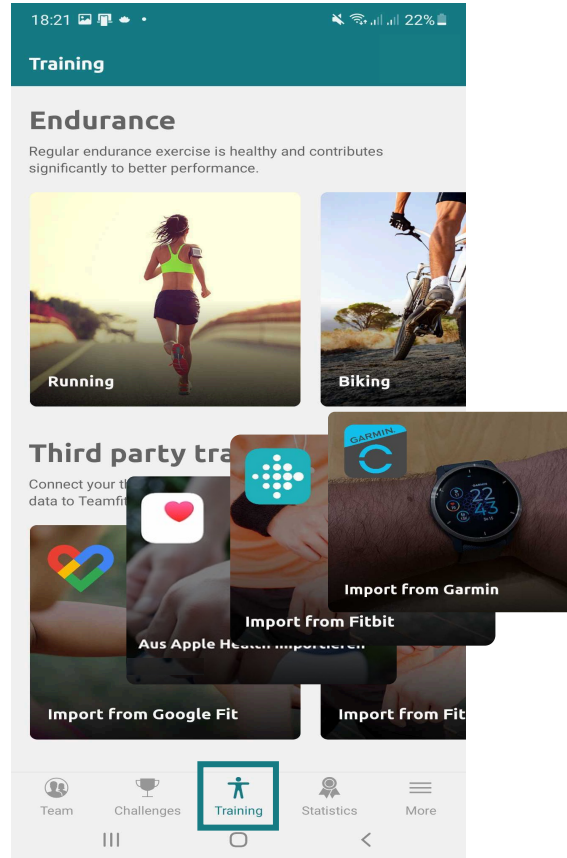 18:21
22%
Training
Endurance
Regular endurance exercise is healthy and contributes
significantly to better performance.
Running
Biking
Third party tra
Connect your th
data to Teamfit
GARMIN
22
43
Import from Garmin
Import from Fitbit
Aus Apple Health importieren
Import from Google Fit
Import from Fit
Team
Challenges
Training
Statistics
More